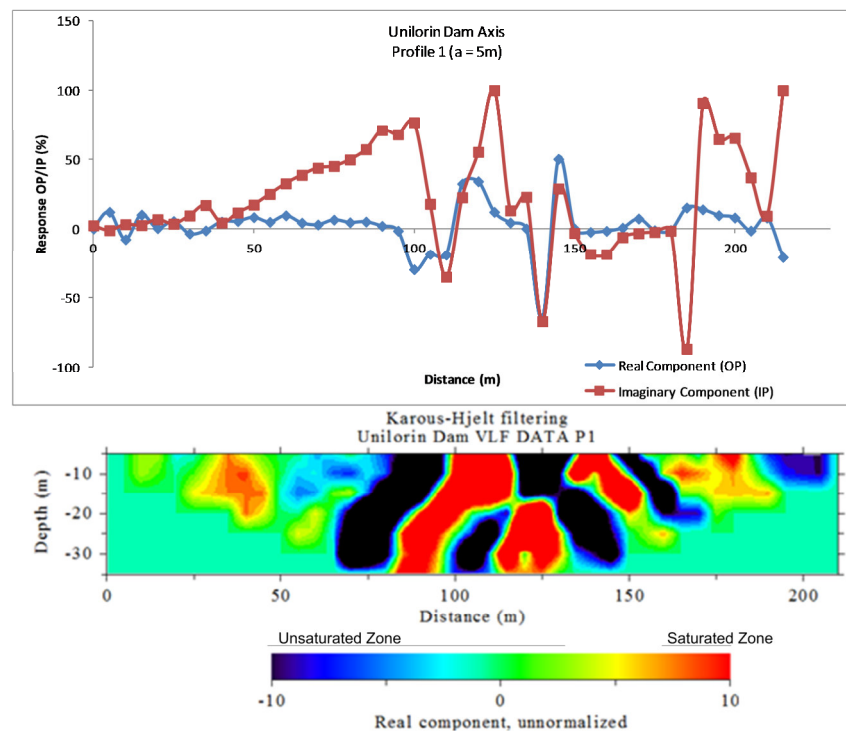 Unilorin Dam Axis
Profile 1 (a = 5m)
Response OP/IP (%)
150
100
50
0
-50
-100
0
50
100
150
200
Distance (m)
Real Component (OP)
Imaginary Component (IP)
Karous-Hjelt filtering
Unilorin Dam VLF DATA P1
Depth (m)
-10
-20
-30
0
50
100
150
200
Distance (m)
Unsaturated Zone
Saturated Zone
-10
0
10
Real component, unnormalized